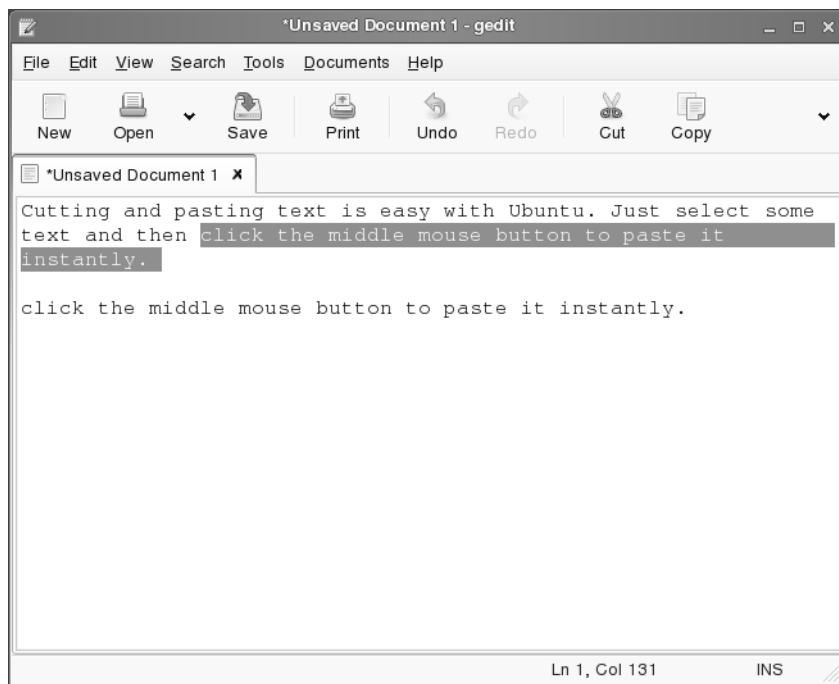 *Unsaved Document 1 - gedit
File Edit View Search Tools Documents Help
New Open Save Print Undo Redo Cut Copy
*Unsaved Document 1
Cutting and pasting text is easy with Ubuntu. Just select some
text and then click the middle mouse button to paste it
instantly.
click the middle mouse button to paste it instantly.
Ln 1, Col 131 INS